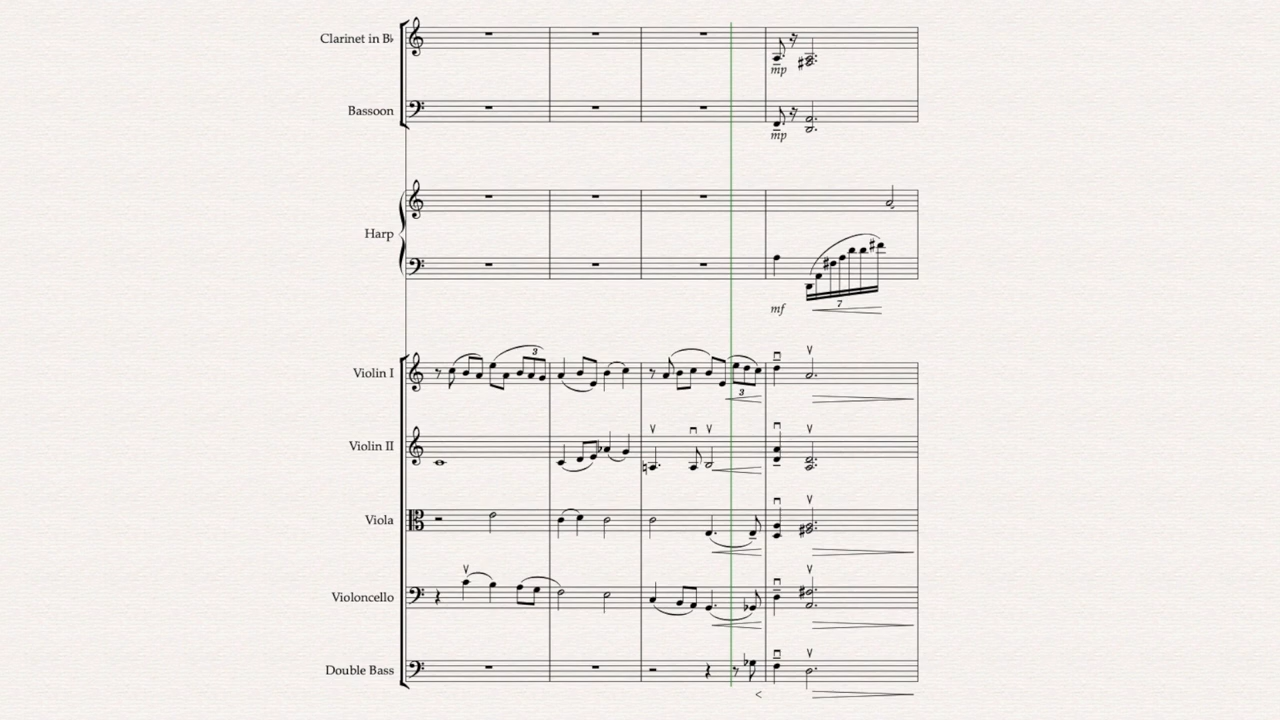 Clarinet in B♭
mp
Bassoon
mp
Harp
7
mf
Violin I
3
3
Violin II
Viola
Violoncello
Double Bass